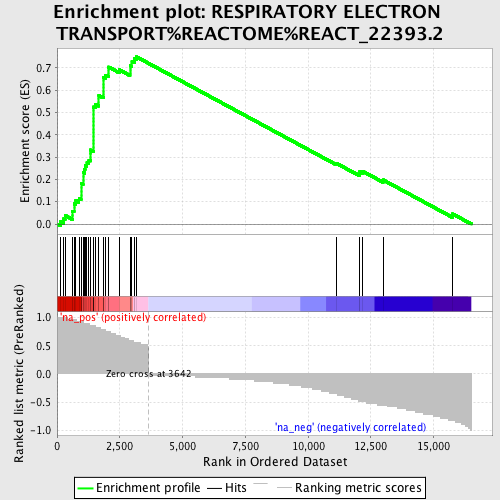 Enrichment plot: RESPIRATORY ELECTRON
TRANSPORT%REACTOME%REACT_22393.2
Enrichment score (ES)
0.7
0.6
0.5
0.4
0.3
0.2
0.1
0.0
Ranked list metric (PreRanked)
1.0
0.5
0.0
-0.5
-1.0
'na_pos' (positively correlated)
Zero cross at 3642
'na_neg' (negatively correlated)
0 2,500 5,000 7,500 10,000 12,500 15,000
Rank in Ordered Dataset
Enrichment profile Hits Ranking metric scores